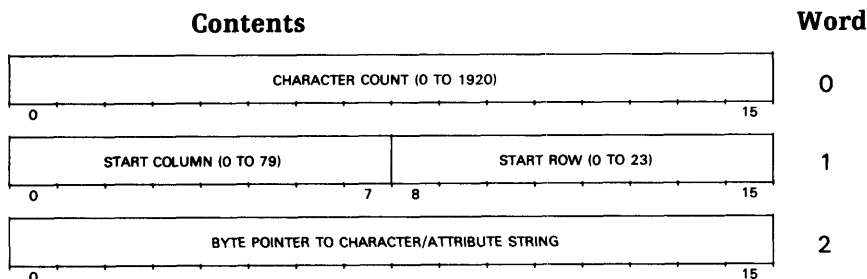 Contents Word
CHARACTER COUNT (0 TO 1920) 0
0 15
START COLUMN (0 TO 79) START ROW (0 TO 23) 1
0 7 8 15
BYTE POINTER TO CHARACTER/ATTRIBUTE STRING 2
0 15